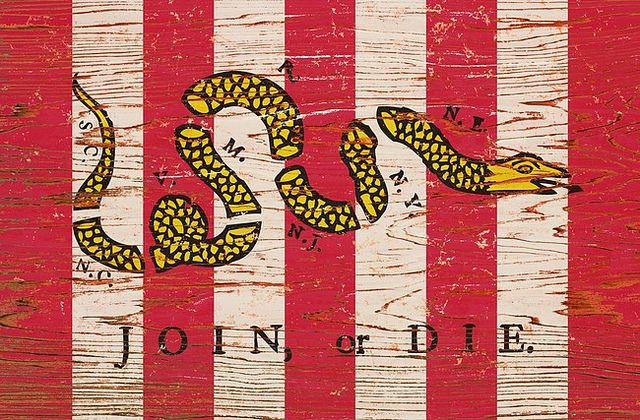 S.C.
N.C.
V.
M.
P.
N.J.
N.Y.
N.E.
JOIN, or DIE.